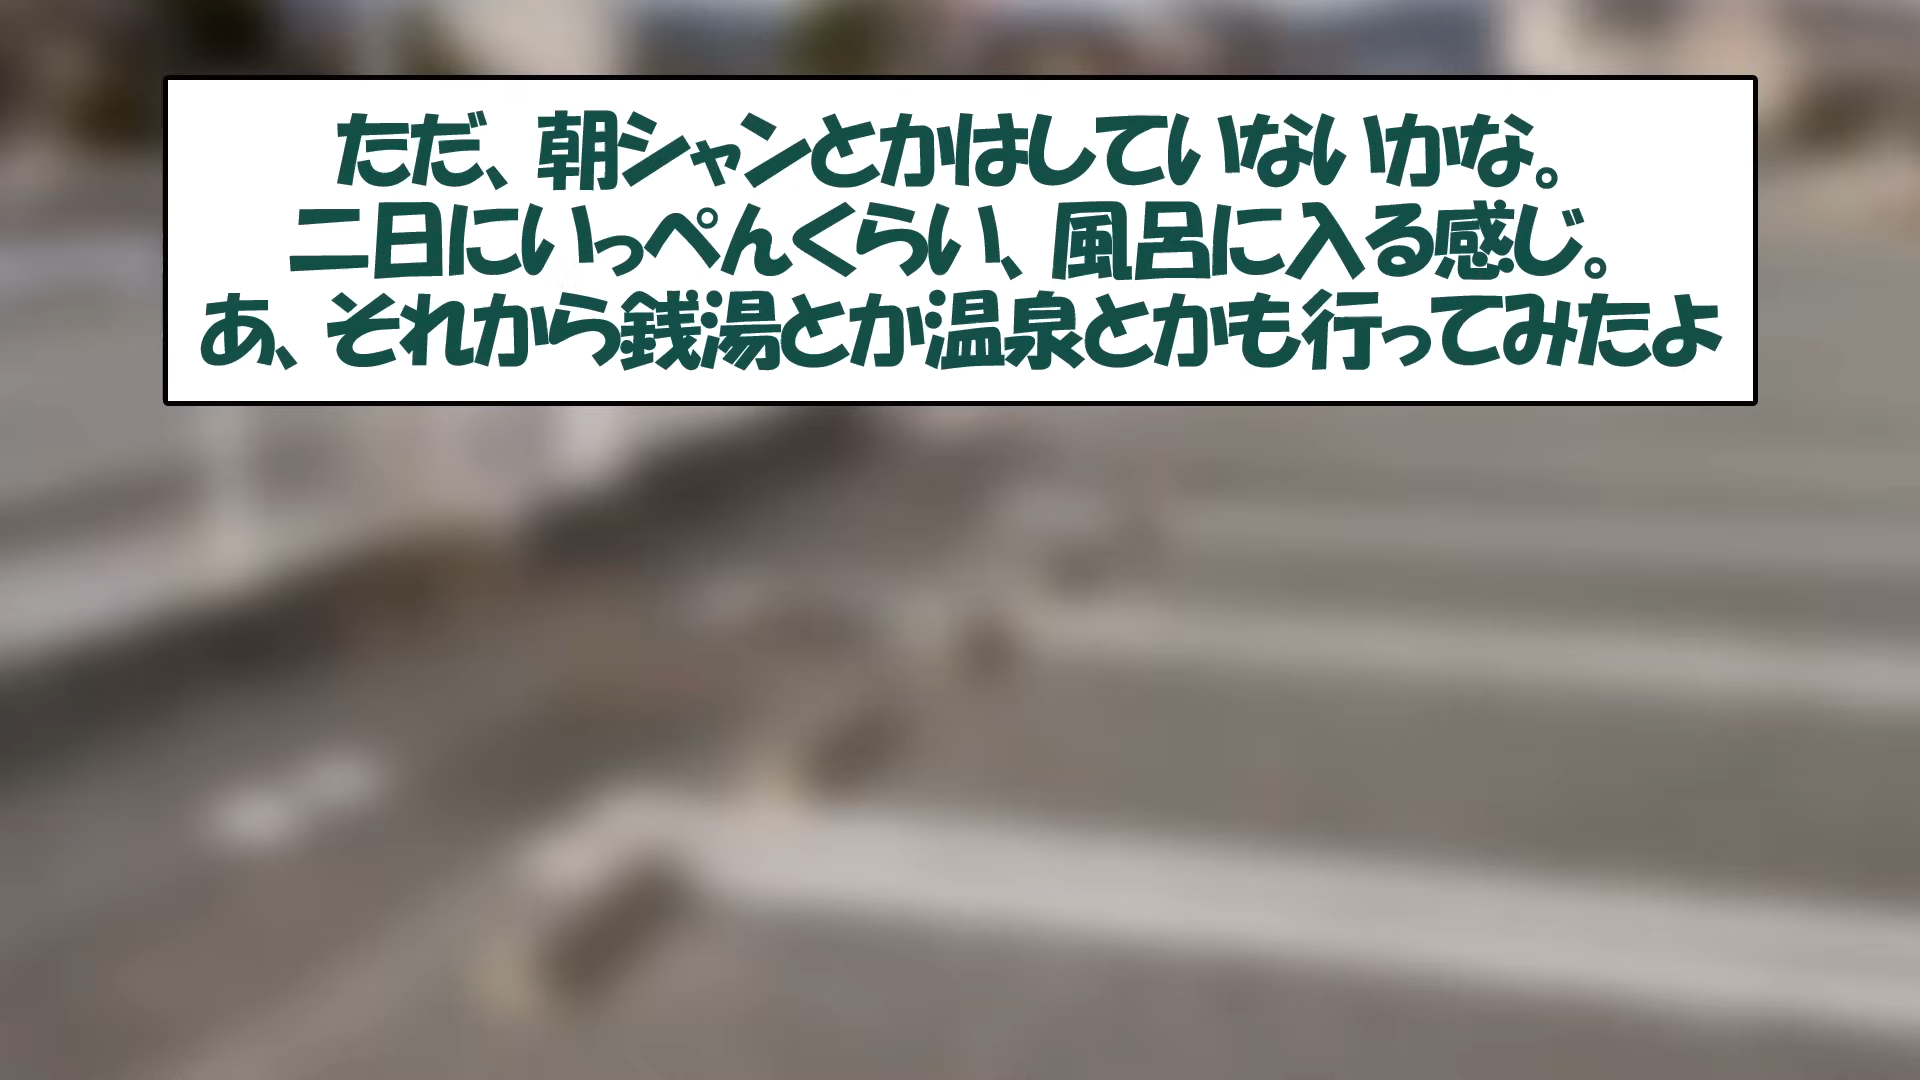 ただ、朝シャンとかはしていないかな。
二日にいっぺんくらい、風呂に入る感じ。
あ、それから銭湯とか温泉とかも行ってみたよ